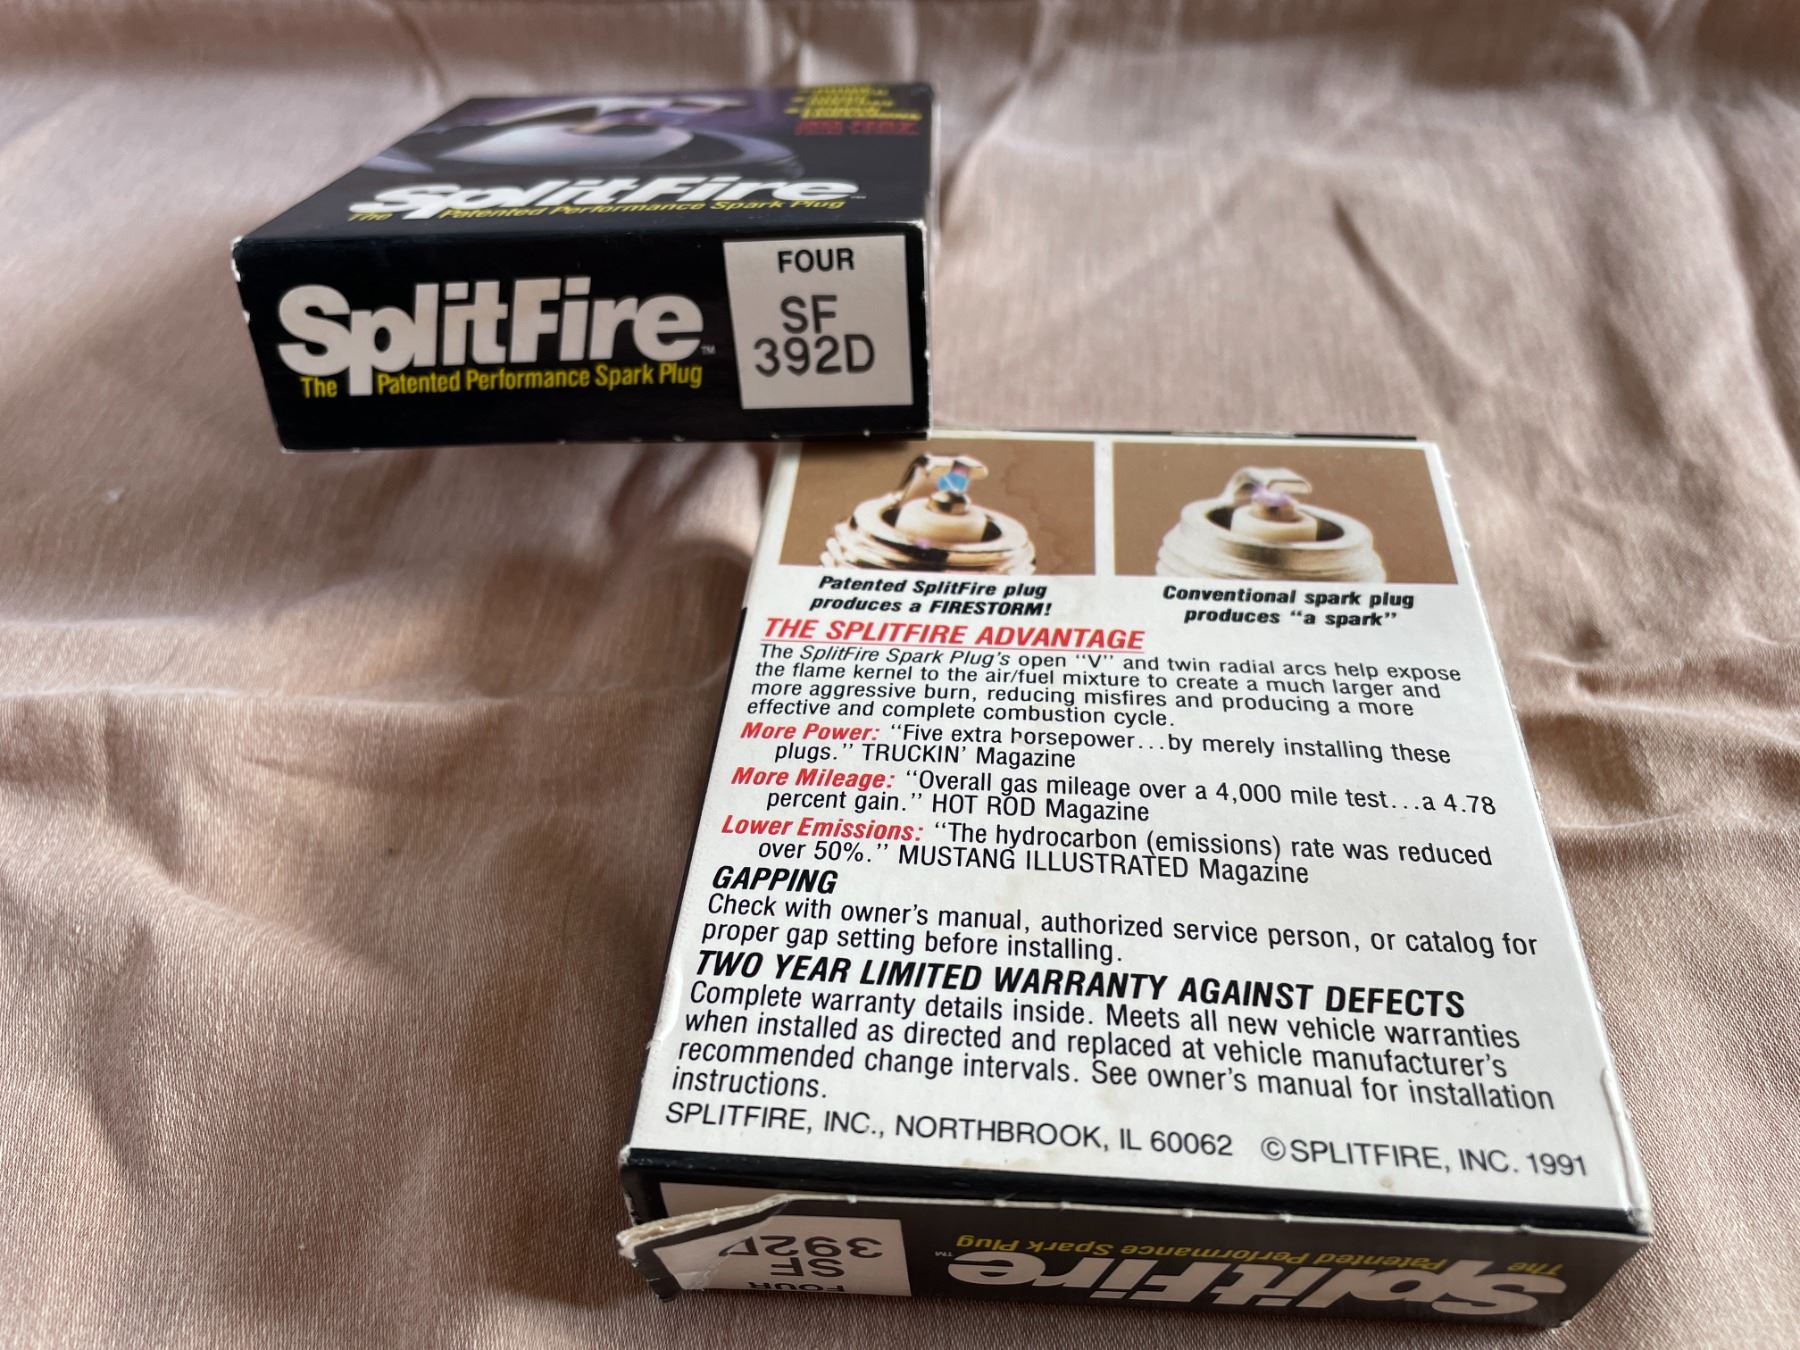 SplitFire
The Patented Performance Spark Plug
SplitFire™
The Patented Performance Spark Plug
FOUR
SF
392D
Patented SplitFire plug
produces a FIRESTORM!
Conventional spark plug
produces “a spark”
THE SPLITFIRE ADVANTAGE
The SplitFire Spark Plug's open “V” and twin radial arcs help expose
the flame kernel to the air/fuel mixture to create a much larger and
more aggressive burn, reducing misfires and producing a more
effective and complete combustion cycle.
More Power: “Five extra horsepower...by merely installing these
plugs.” TRUCKIN' Magazine
More Mileage: “Overall gas mileage over a 4,000 mile test...a 4.78
percent gain.” HOT ROD Magazine
Lower Emissions: “The hydrocarbon (emissions) rate was reduced
over 50%.” MUSTANG ILLUSTRATED Magazine
GAPPING
Check with owner's manual, authorized service person, or catalog for
proper gap setting before installing.
TWO YEAR LIMITED WARRANTY AGAINST DEFECTS
Complete warranty details inside. Meets all new vehicle warranties
when installed as directed and replaced at vehicle manufacturer's
recommended change intervals. See owner's manual for installation
instructions.
SPLITFIRE, INC., NORTHBROOK, IL 60062 ©SPLITFIRE, INC. 1991
SplitFire™
The Patented Performance Spark Plug
FOUR
SF
392D